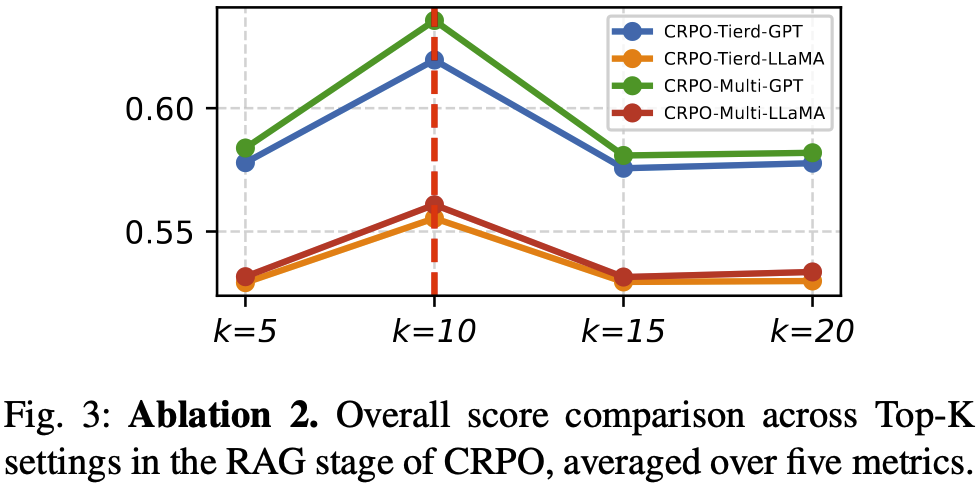 CRPO-Tierd-GPT
CRPO-Tierd-LLaMA
CRPO-Multi-GPT
CRPO-Multi-LLaMA
0.60
0.55
k=5 k=10 k=15 k=20
Fig. 3: Ablation 2. Overall score comparison across Top-K
settings in the RAG stage of CRPO, averaged over five metrics.